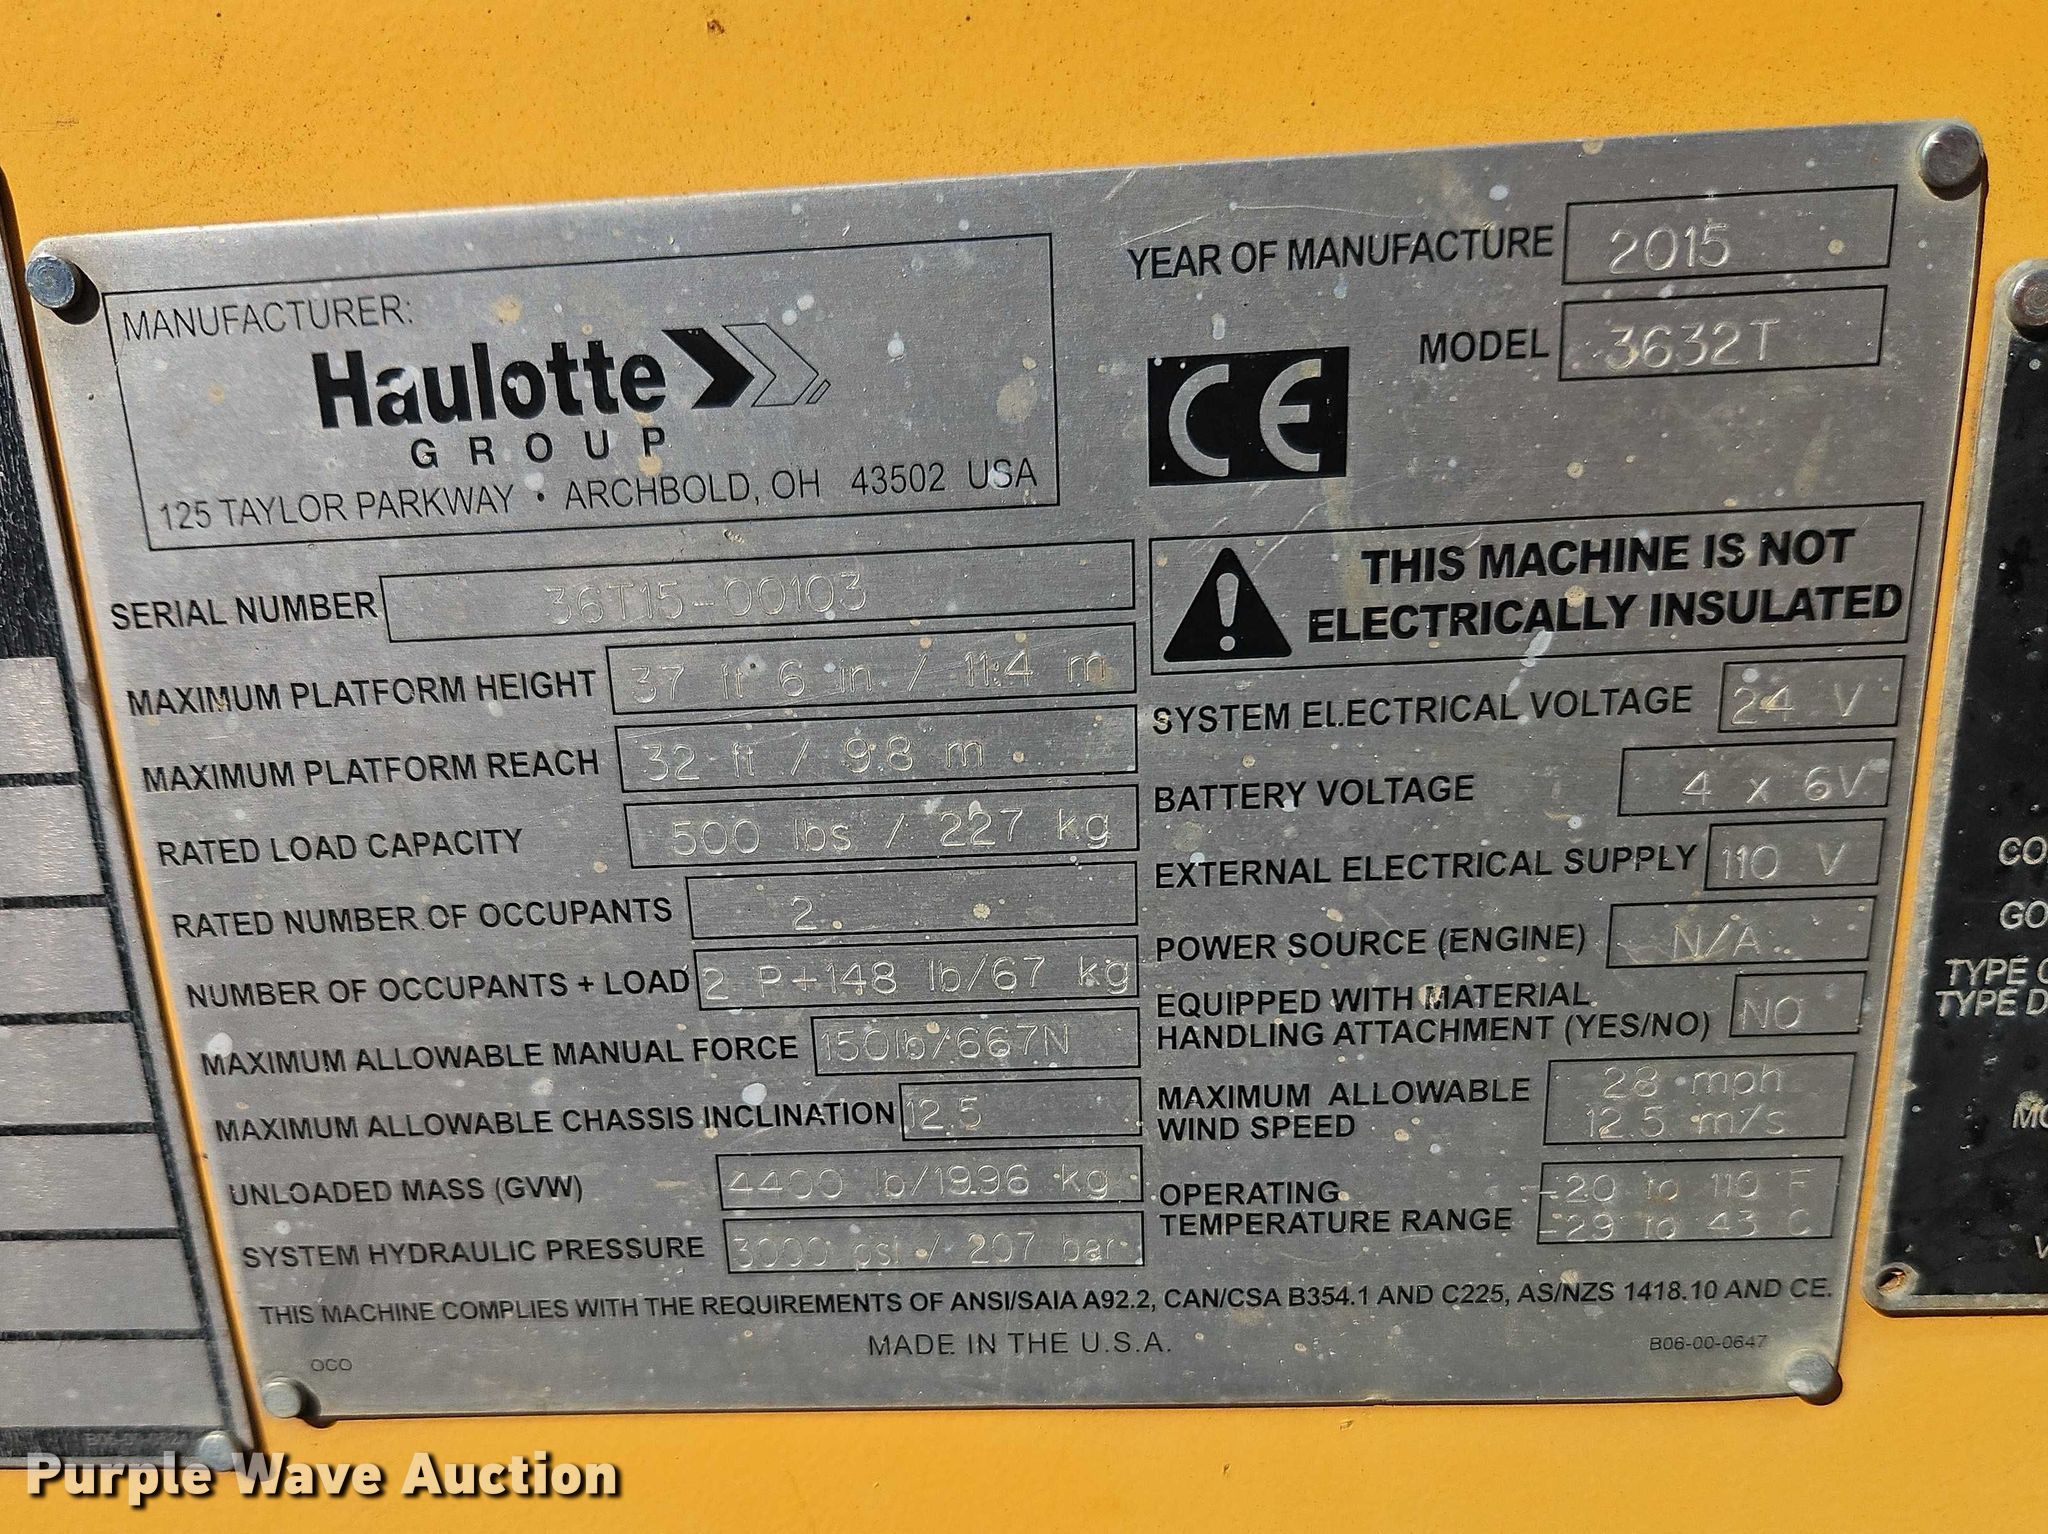 MANUFACTURER:
Haulotte
GROUP
125 TAYLOR PARKWAY • ARCHBOLD, OH 43502 USA
YEAR OF MANUFACTURE 2015
MODEL 3632T
CE
THIS MACHINE IS NOT
ELECTRICALLY INSULATED
SERIAL NUMBER 36T15-00103
MAXIMUM PLATFORM HEIGHT 37 ft 6 in / 11.4 m
MAXIMUM PLATFORM REACH 32 ft / 9.8 m
RATED LOAD CAPACITY 500 lbs / 227 kg
RATED NUMBER OF OCCUPANTS 2
NUMBER OF OCCUPANTS + LOAD 2 P+148 lb/67 kg
MAXIMUM ALLOWABLE MANUAL FORCE 150lb/667N
MAXIMUM ALLOWABLE CHASSIS INCLINATION 12.5
UNLOADED MASS (GVW) 4400 lb/1996 kg
SYSTEM HYDRAULIC PRESSURE 3000 psi / 207 bar
SYSTEM ELECTRICAL VOLTAGE 24 V
BATTERY VOLTAGE 4 x 6V
EXTERNAL ELECTRICAL SUPPLY 110 V
POWER SOURCE (ENGINE) N/A
EQUIPPED WITH MATERIAL
HANDLING ATTACHMENT (YES/NO) NO
MAXIMUM ALLOWABLE 28 mph
WIND SPEED 12.5 m/s
OPERATING -20 to 110 F
TEMPERATURE RANGE -29 to 43 C
THIS MACHINE COMPLIES WITH THE REQUIREMENTS OF ANSI/SAIA A92.2, CAN/CSA B354.1 AND C225, AS/NZS 1418.10 AND CE.
MADE IN THE U.S.A.
OCO
B06-00-0647
CO
GO
TYPE
TYPE D
MO
V
Purple Wave Auction